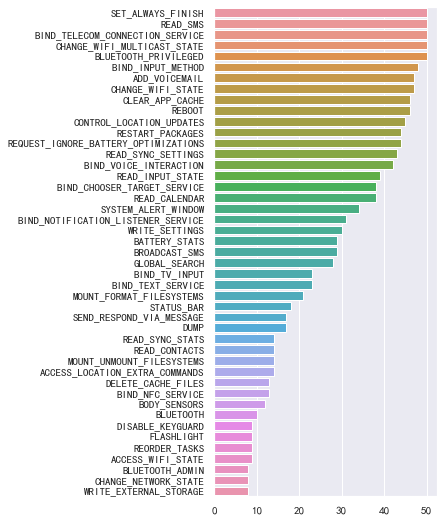 SET_ALWAYS_FINISH
READ_SMS
BIND_TELECOM_CONNECTION_SERVICE
CHANGE_WIFI_MULTICAST_STATE
BLUETOOTH_PRIVILEGED
BIND_INPUT_METHOD
ADD_VOICEMAIL
CHANGE_WIFI_STATE
CLEAR_APP_CACHE
REBOOT
CONTROL_LOCATION_UPDATES
RESTART_PACKAGES
REQUEST_IGNORE_BATTERY_OPTIMIZATIONS
READ_SYNC_SETTINGS
BIND_VOICE_INTERACTION
READ_INPUT_STATE
BIND_CHOOSER_TARGET_SERVICE
READ_CALENDAR
SYSTEM_ALERT_WINDOW
BIND_NOTIFICATION_LISTENER_SERVICE
WRITE_SETTINGS
BATTERY_STATS
BROADCAST_SMS
GLOBAL_SEARCH
BIND_TV_INPUT
BIND_TEXT_SERVICE
MOUNT_FORMAT_FILESYSTEMS
STATUS_BAR
SEND_RESPOND_VIA_MESSAGE
DUMP
READ_SYNC_STATS
READ_CONTACTS
MOUNT_UNMOUNT_FILESYSTEMS
ACCESS_LOCATION_EXTRA_COMMANDS
DELETE_CACHE_FILES
BIND_NFC_SERVICE
BODY_SENSORS
BLUETOOTH
DISABLE_KEYGUARD
FLASHLIGHT
REORDER_TASKS
ACCESS_WIFI_STATE
BLUETOOTH_ADMIN
CHANGE_NETWORK_STATE
WRITE_EXTERNAL_STORAGE
0 10 20 30 40 50